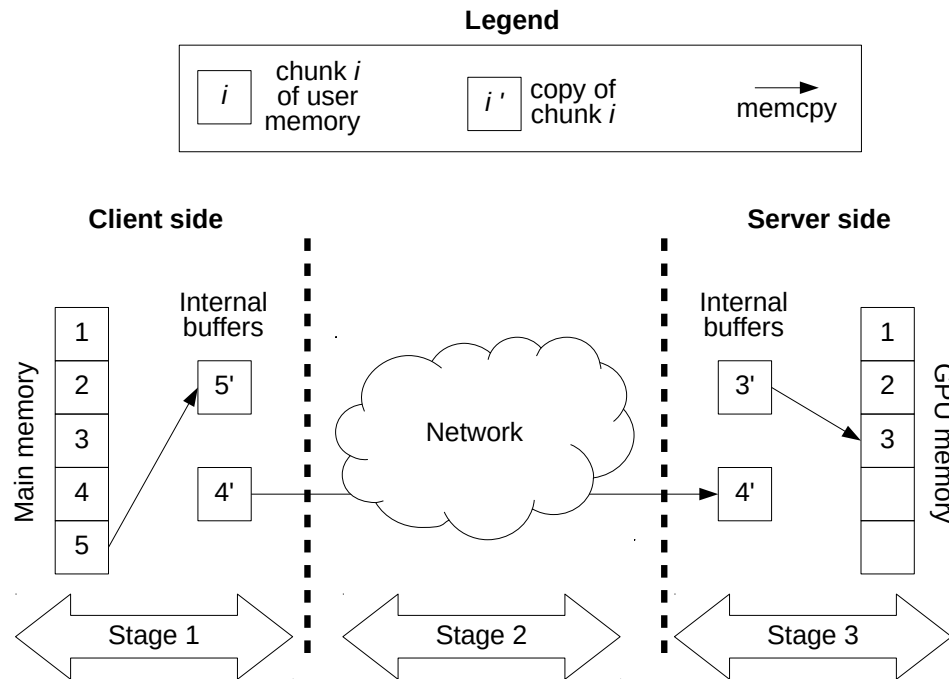 Legend
i
chunk i
of user
memory
i '
copy of
chunk i
memcpy
Client side
Server side
Internal
buffers
Internal
buffers
Main memory
1
2
3
4
5
5'
4'
Network
3'
4'
1
2
3
GPU memory
Stage 1
Stage 2
Stage 3